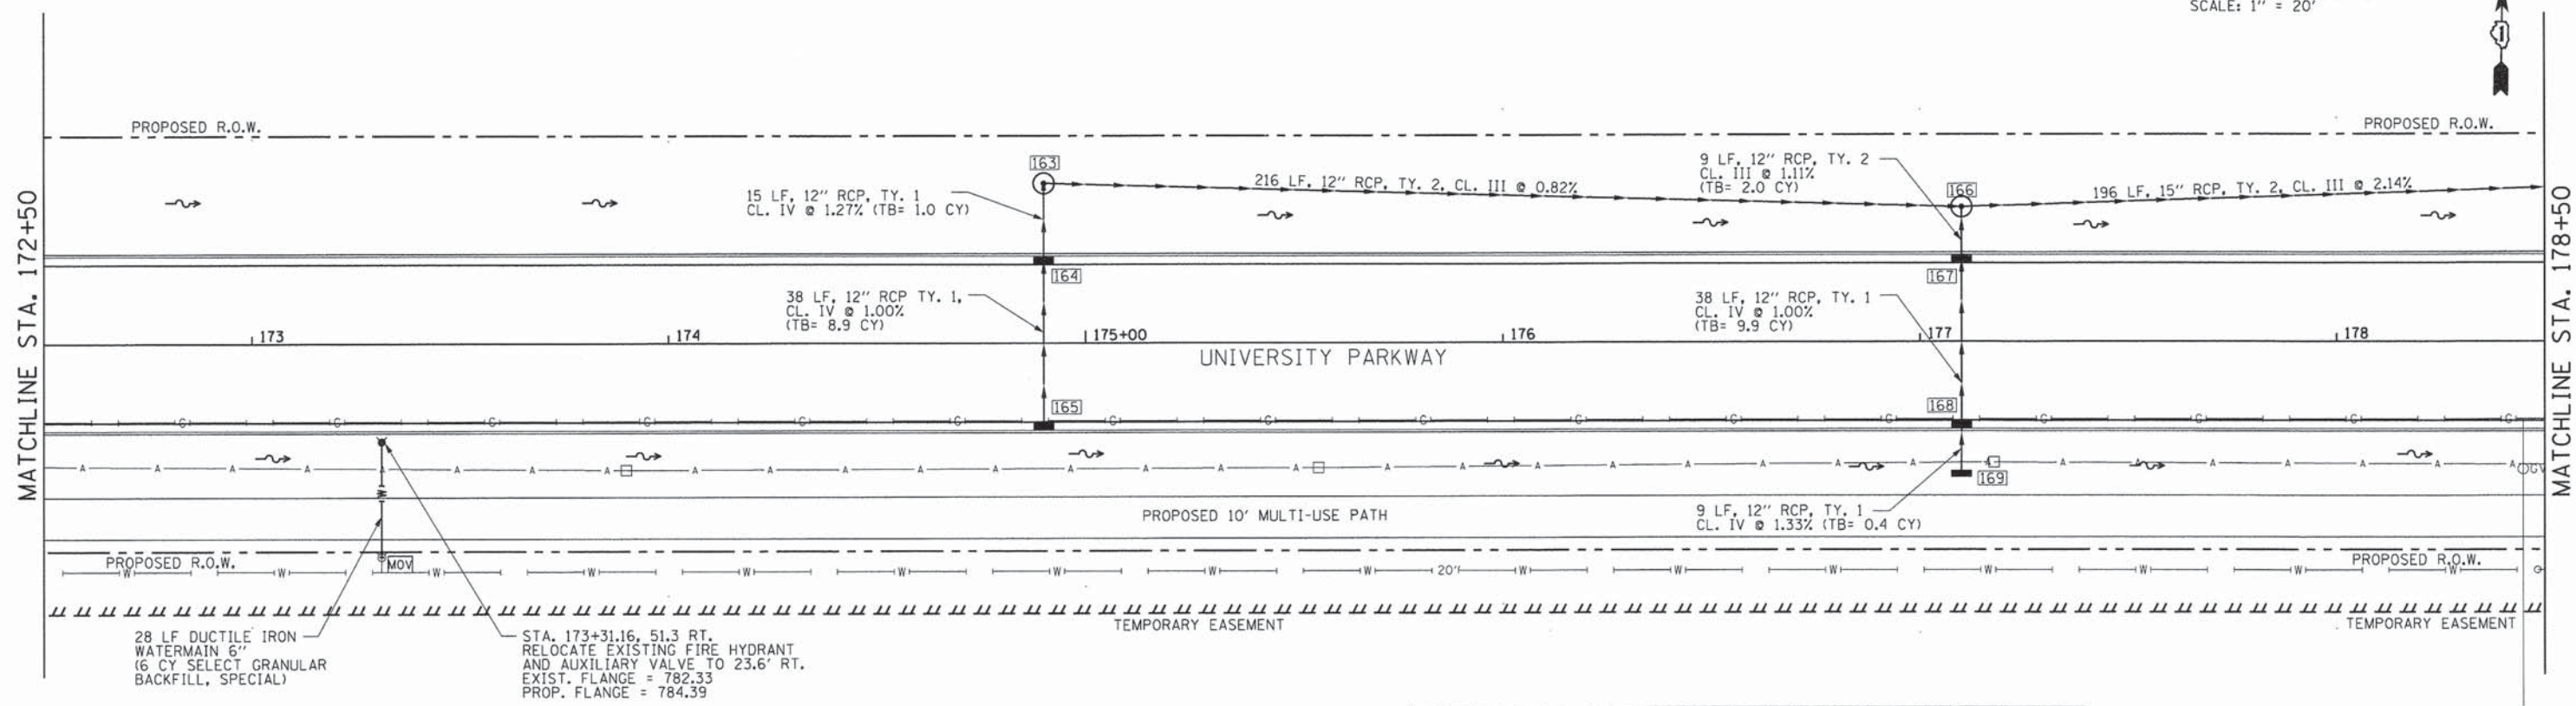 SCALE: 1" = 20'
1
MATCHLINE STA. 172+50
MATCHLINE STA. 178+50
PROPOSED R.O.W.
PROPOSED R.O.W.
163
15 LF, 12" RCP, TY. 1
CL. IV @ 1.27% (TB= 1.0 CY)
216 LF, 12" RCP, TY. 2, CL. III @ 0.82%
9 LF, 12" RCP, TY. 2
CL. III @ 1.11%
(TB= 2.0 CY)
166
196 LF, 15" RCP, TY. 2, CL. III @ 2.14%
164
167
38 LF, 12" RCP TY. 1,
CL. IV @ 1.00%
(TB= 8.9 CY)
38 LF, 12" RCP, TY. 1
CL. IV @ 1.00%
(TB= 9.9 CY)
173
174
175+00
176
177
178
UNIVERSITY PARKWAY
165
168
G G G G G G G G G G G G G G G G
A A A A A A A A A A A A A A A A A A A A A A A A A A A A A A A A A
GV
169
PROPOSED 10' MULTI-USE PATH
9 LF, 12" RCP, TY. 1
CL. IV @ 1.33% (TB= 0.4 CY)
PROPOSED R.O.W.
MOV
PROPOSED R.O.W.
W W W W W W W W W 20' W W W W W W W
TEMPORARY EASEMENT
TEMPORARY EASEMENT
28 LF DUCTILE IRON
WATERMAIN 6"
(6 CY SELECT GRANULAR
BACKFILL, SPECIAL)
STA. 173+31.16, 51.3 RT.
RELOCATE EXISTING FIRE HYDRANT
AND AUXILIARY VALVE TO 23.6' RT.
EXIST. FLANGE = 782.33
PROP. FLANGE = 784.39